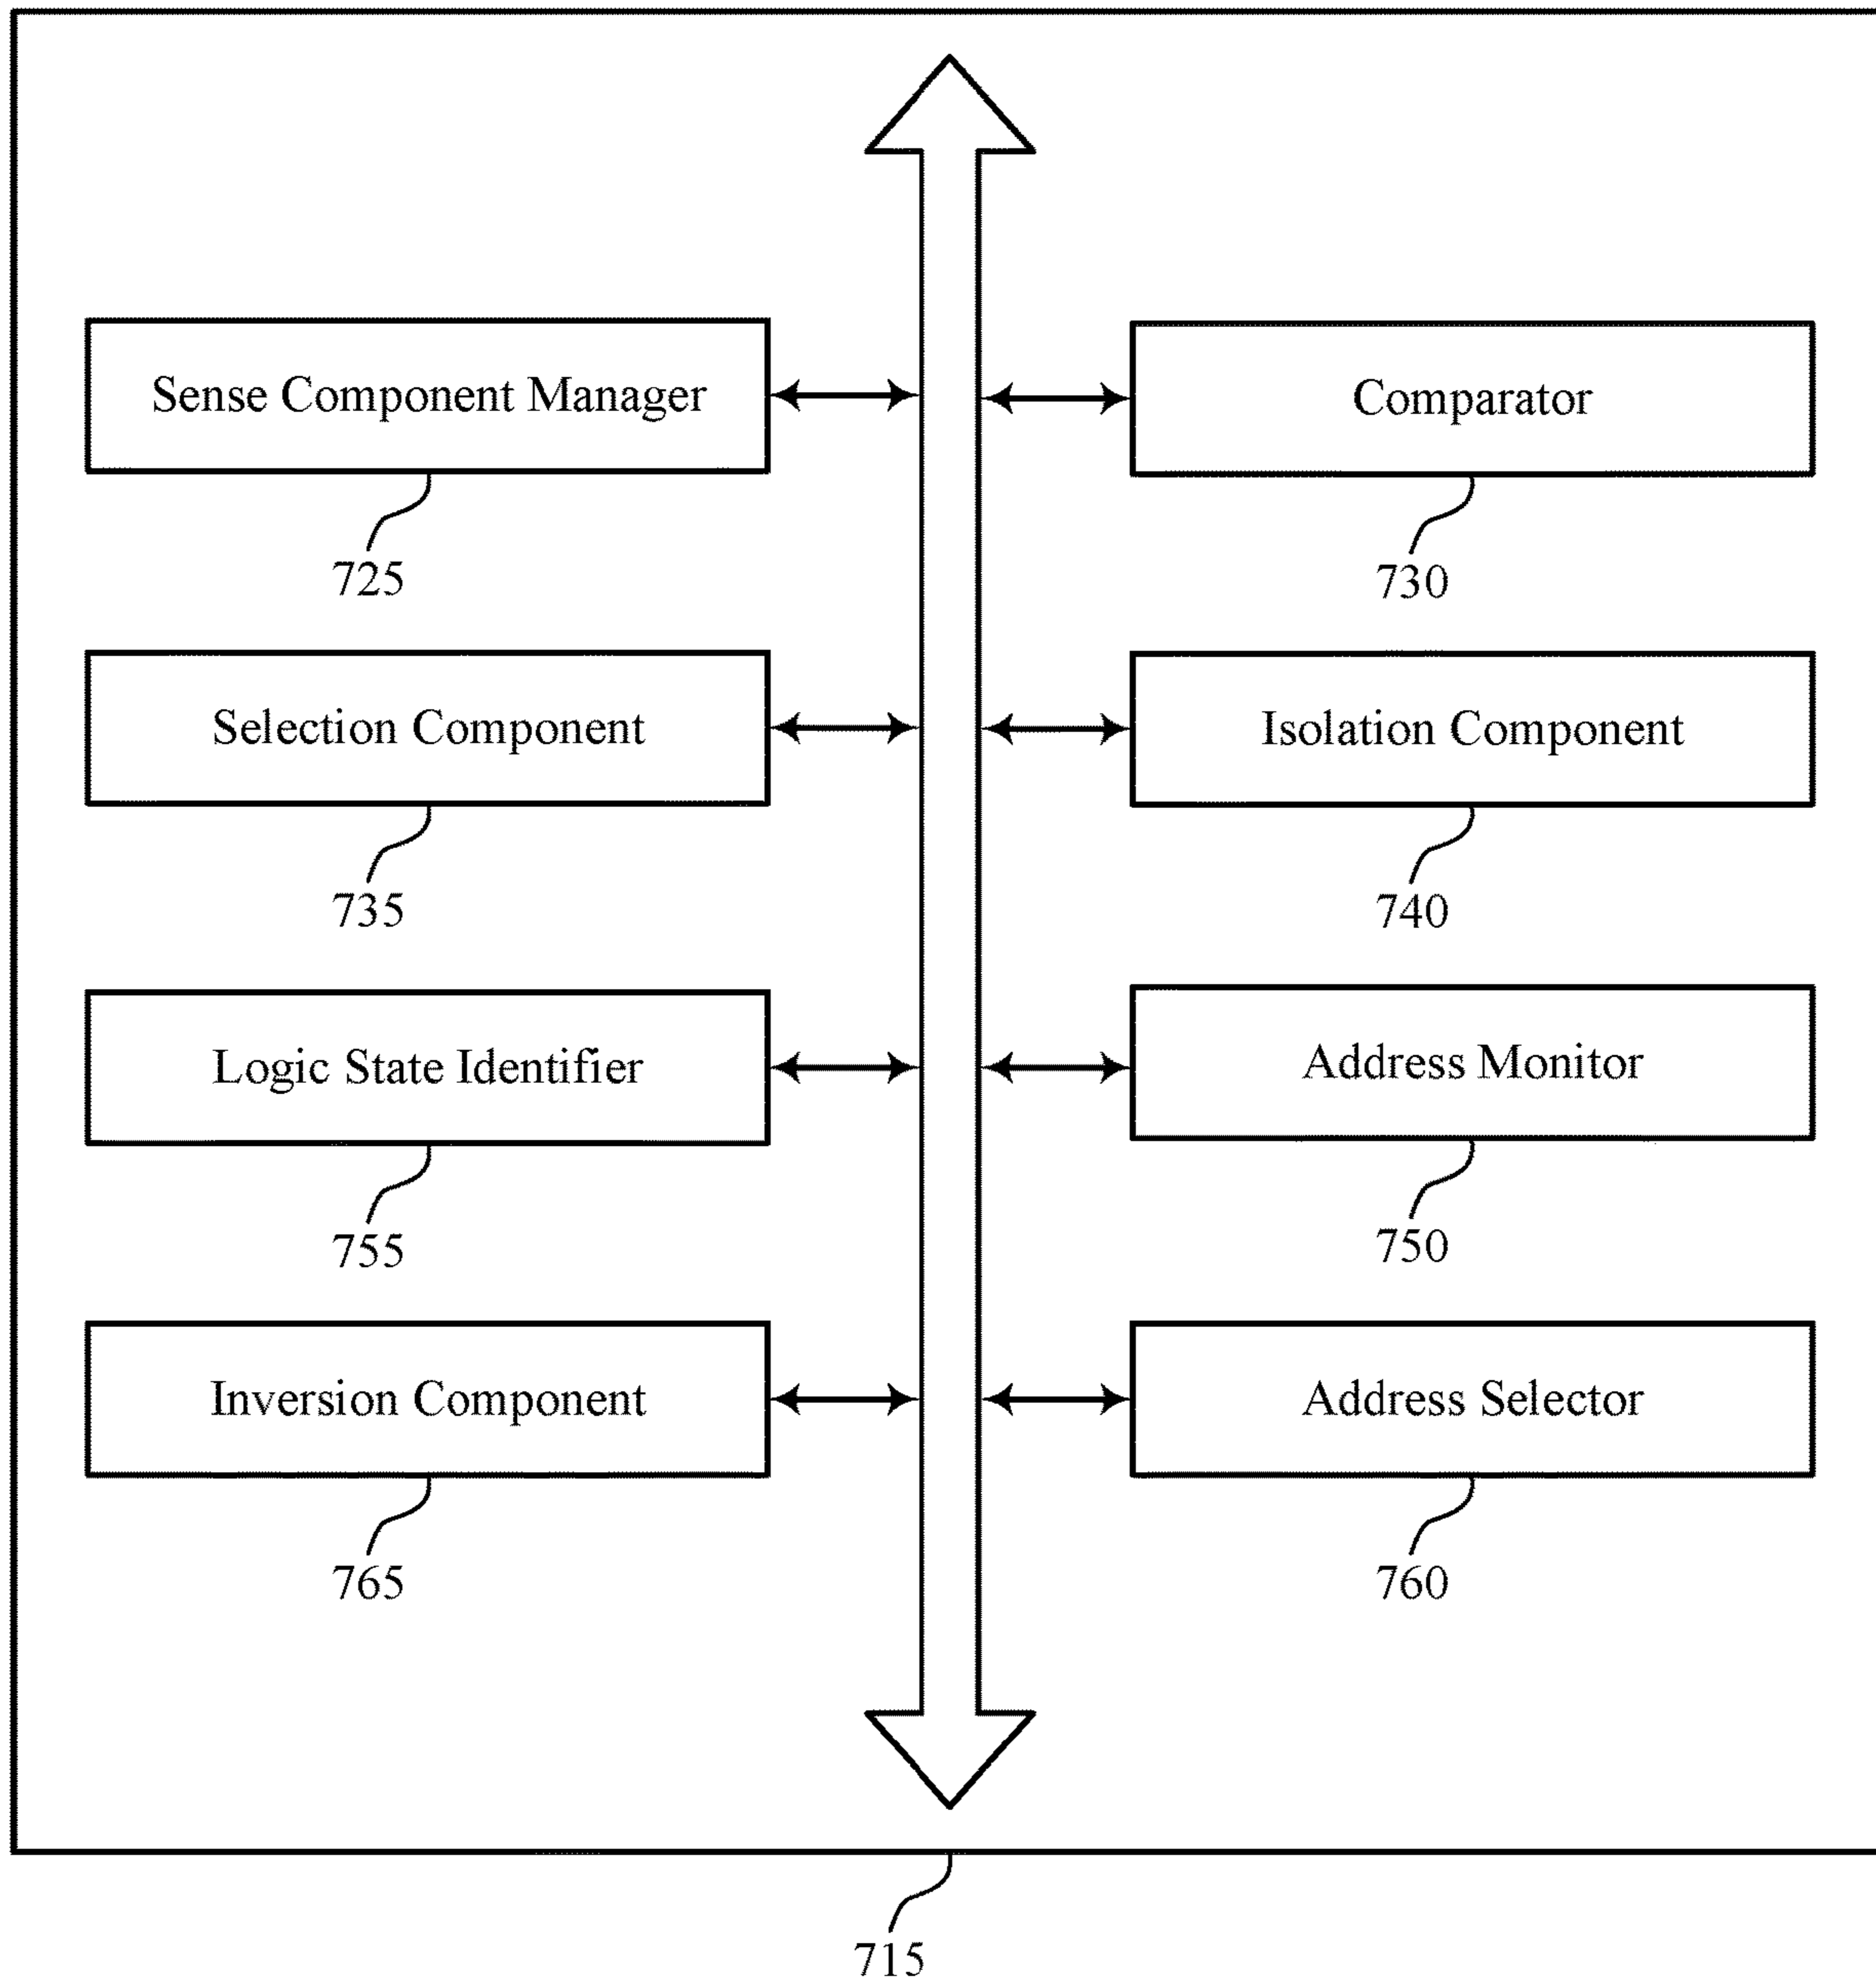 Sense Component Manager
Comparator
725
730
Selection Component
Isolation Component
735
740
Logic State Identifier
Address Monitor
755
750
Inversion Component
Address Selector
765
760
715